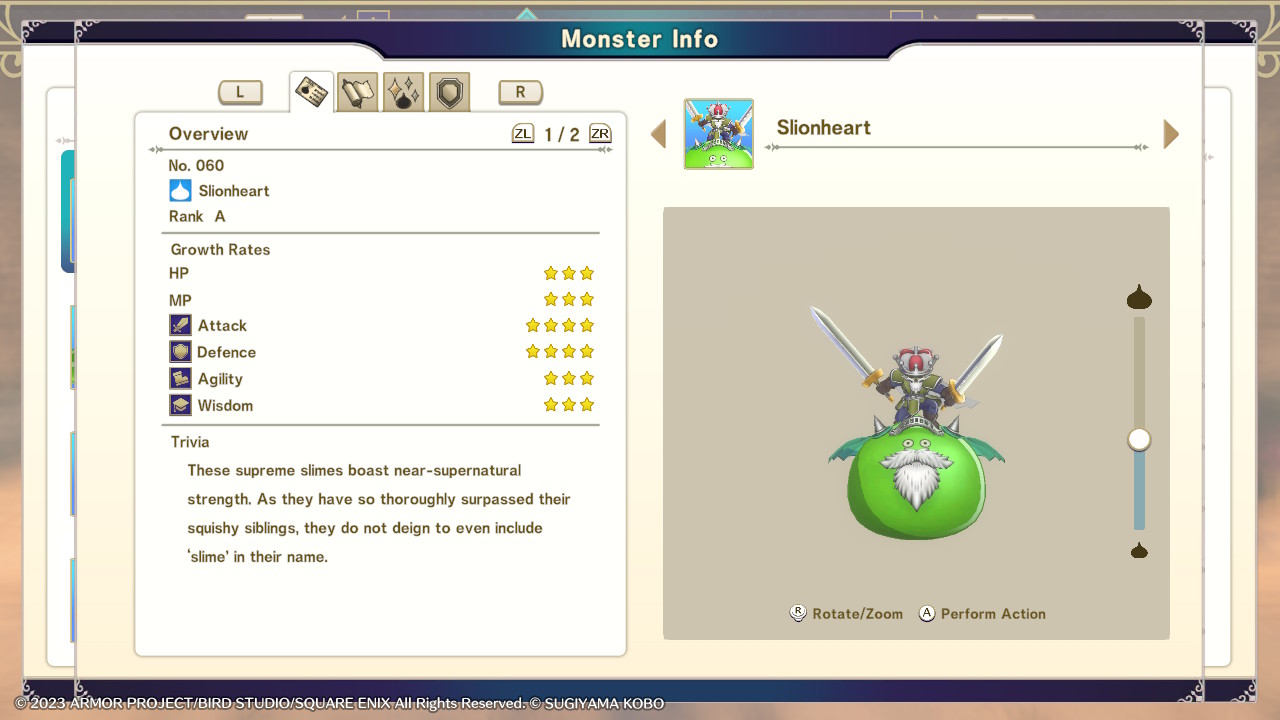 Monster Info
L
R
Overview
ZL 1 / 2 ZR
No. 060
Slionheart
Rank A
Growth Rates
HP
MP
Attack
Defence
Agility
Wisdom
Trivia
These supreme slimes boast near-supernatural
strength. As they have so thoroughly surpassed their
squishy siblings, they do not deign to even include
‘slime’ in their name.
Slionheart
R Rotate/Zoom A Perform Action
© 2023 ARMOR PROJECT/BIRD STUDIO/SQUARE ENIX All Rights Reserved. © SUGIYAMA KOBO